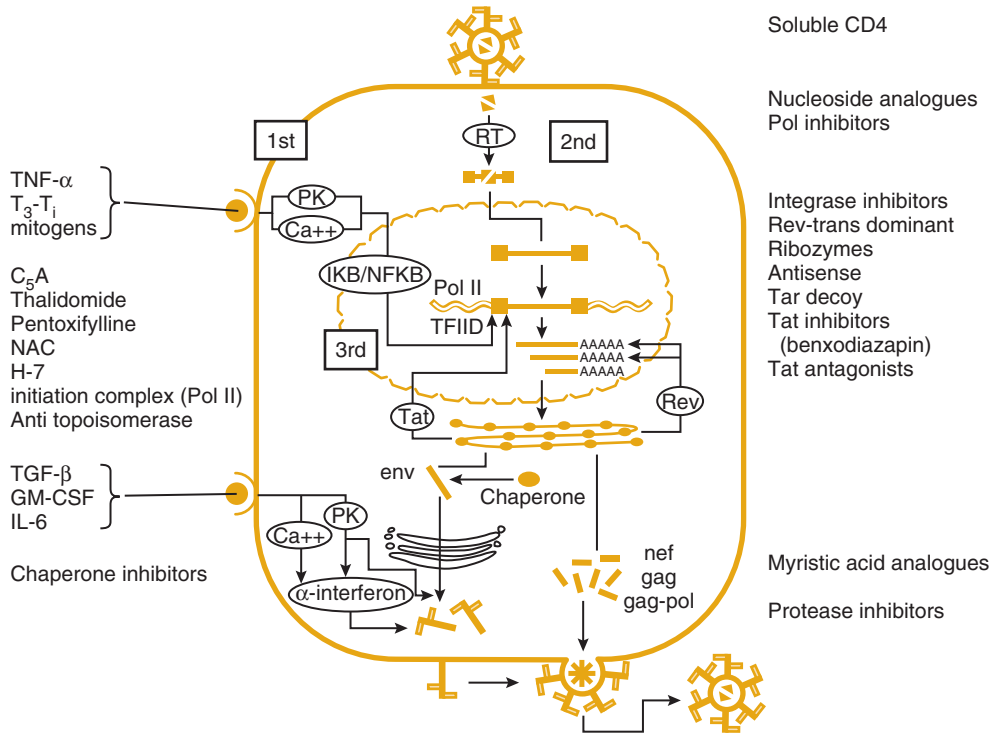 Soluble CD4
Nucleoside analogues
Pol inhibitors
RT
1st
2nd
TNF-α
T₃-Tᵢ
mitogens
PK
Ca++
Integrase inhibitors
Rev-trans dominant
Ribozymes
Antisense
Tar decoy
Tat inhibitors
(benxodiazapin)
Tat antagonists
IKB/NFKB
C₅A
Thalidomide
Pentoxifylline
NAC
H-7
initiation complex (Pol II)
Anti topoisomerase
Pol II
TFIID
3rd
AAAAA
AAAAA
AAAAA
Tat
Rev
env
Chaperone
TGF-β
GM-CSF
IL-6
PK
Ca++
Chaperone inhibitors
α-interferon
nef
gag
gag-pol
Myristic acid analogues
Protease inhibitors